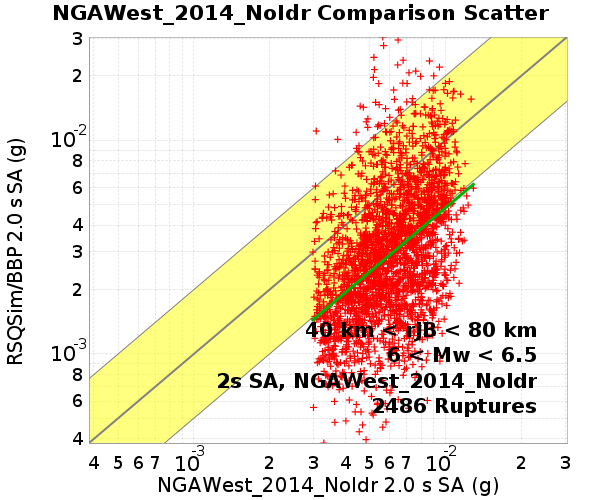 NGAWest_2014_NoIdr Comparison Scatter
3
2
10⁻²
8
6
4
3
2
10⁻³
8
6
4
RSQSim/BBP 2.0 s SA (g)
40 km < rJB < 80 km
6 < Mw < 6.5
2s SA, NGAWest_2014_NoIdr
2486 Ruptures
4 5 6 7 10⁻³ 2 3 4 5 6 7 10⁻² 2 3
NGAWest_2014_NoIdr 2.0 s SA (g)